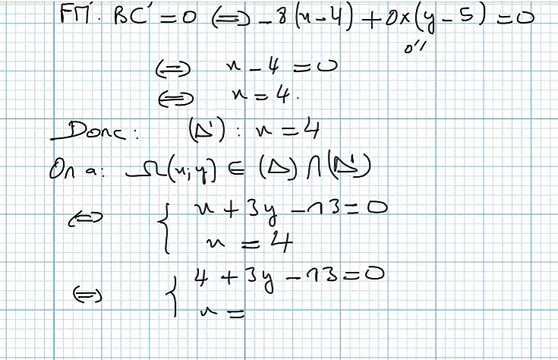 FM . BC = 0 ⟺ -8(x-4) + 0×(y-5) = 0
0''
⟺ x-4 = 0
⟺ x = 4.
Donc : (Δ') : x = 4
On a : Ω(x;y) ∈ (Δ) ∩ (Δ')
⟺ { x + 3y - 13 = 0
x = 4
⟺ { 4 + 3y - 13 = 0
x =